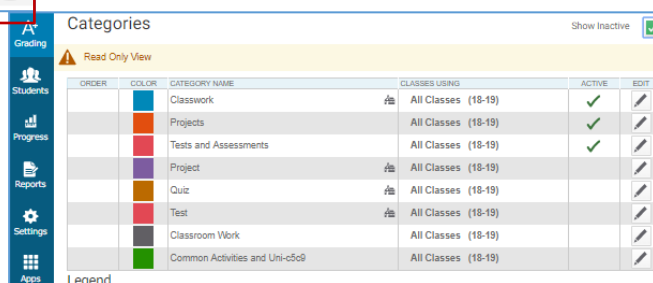 Categories
Show Inactive
A+
Grading
Read Only View
Students
Progress
Reports
Settings
Apps
ORDER COLOR CATEGORY NAME CLASSES USING ACTIVE EDIT
Classwork All Classes (18-19)
Projects All Classes (18-19)
Tests and Assessments All Classes (18-19)
Project All Classes (18-19)
Quiz All Classes (18-19)
Test All Classes (18-19)
Classroom Work All Classes (18-19)
Common Activities and Uni-c5c9 All Classes (18-19)
Legend